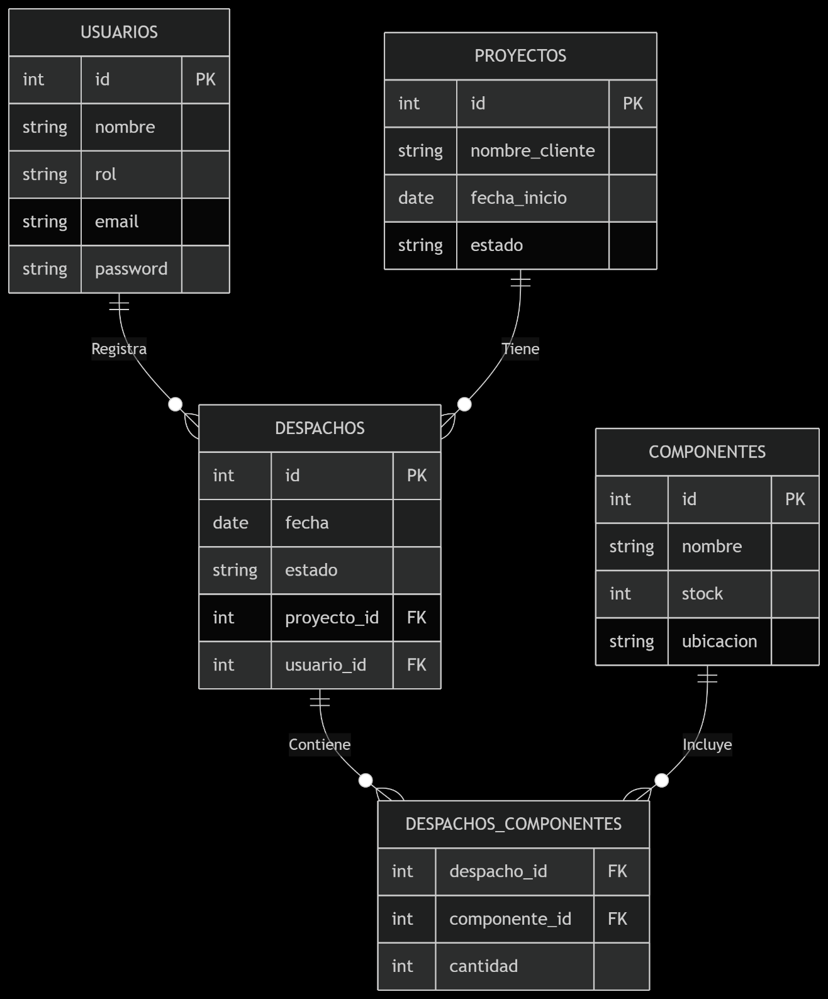 USUARIOS
int id PK
string nombre
string rol
string email
string password
PROYECTOS
int id PK
string nombre_cliente
date fecha_inicio
string estado
Registra
Tiene
DESPACHOS
int id PK
date fecha
string estado
int proyecto_id FK
int usuario_id FK
COMPONENTES
int id PK
string nombre
int stock
string ubicacion
Contiene
Incluye
DESPACHOS_COMPONENTES
int despacho_id FK
int componente_id FK
int cantidad